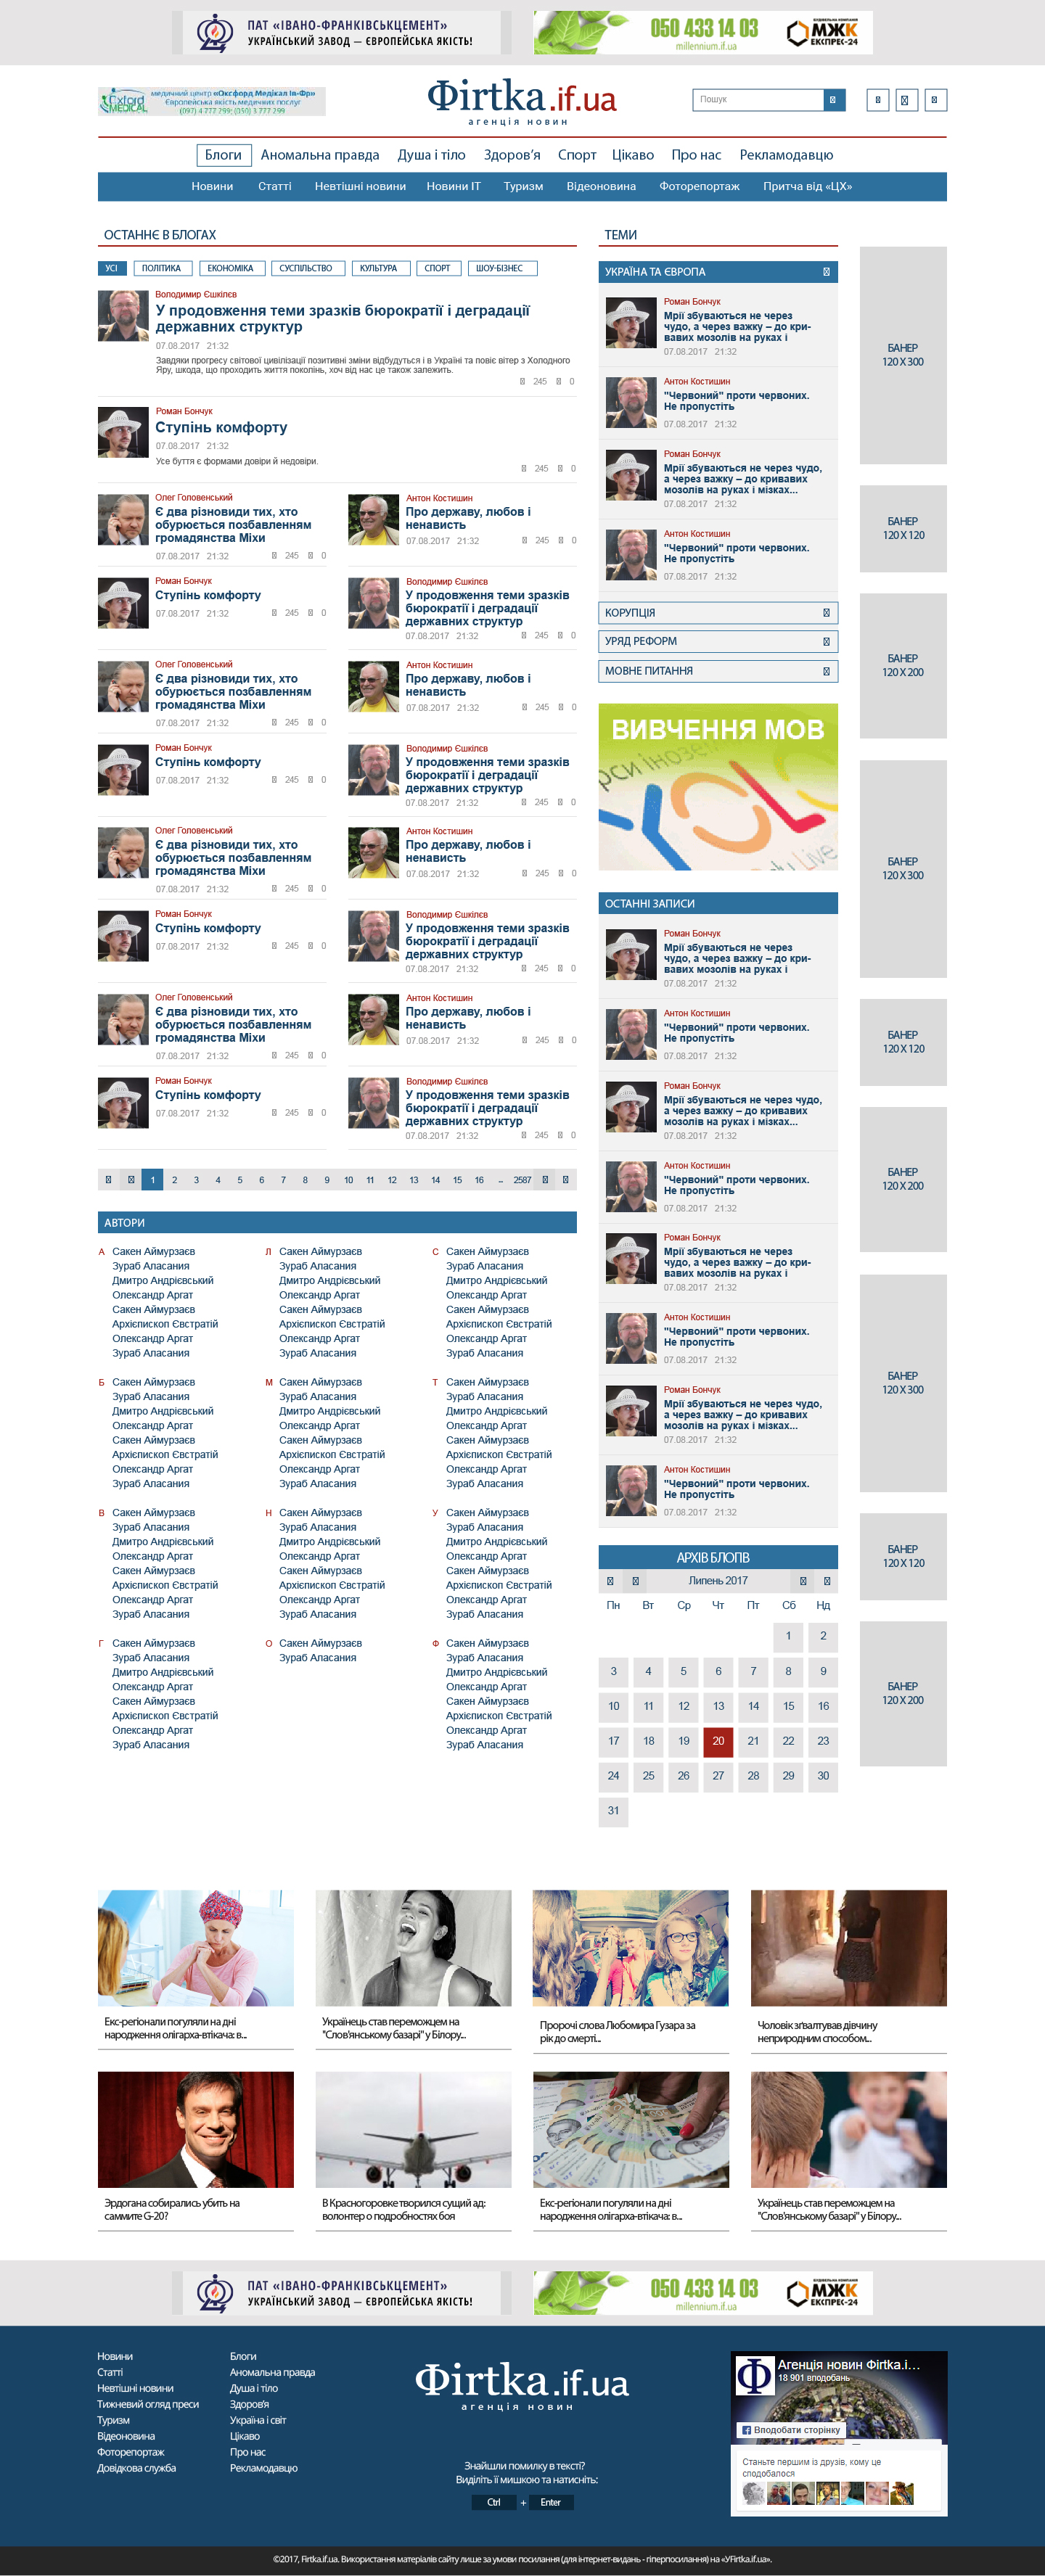 ПАТ «ІВАНО-ФРАНКІВСЬКЦЕМЕНТ»
УКРАЇНСЬКИЙ ЗАВОД — ЄВРОПЕЙСЬКА ЯКІСТЬ!
050 433 14 03
millennium.if.ua
МЖК
ЕКСПРЕС-24
Oxford
MEDICAL
медичний центр «Оксфорд Медікал Ів-Фр»
Європейська якість медичних послуг
(097) 4 777 299; (050) 3 777 299
Фirtka.if.ua
агенція новин
Пошук
Блоги Аномальна правда Душа і тіло Здоров’я Спорт Цікаво Про нас Рекламодавцю
Новини Статті Невтішні новини Новини ІТ Туризм Відеоновина Фоторепортаж Притча від «ЦХ»
ОСТАННЄ В БЛОГАХ
УСІ ПОЛІТИКА ЕКОНОМІКА СУСПІЛЬСТВО КУЛЬТУРА СПОРТ ШОУ-БІЗНЕС
Володимир Єшкілєв
У продовження теми зразків бюрократії і деградації
державних структур
07.08.2017 21:32
Завдяки прогресу світової цивілізації позитивні зміни відбудуться і в Україні та повіє вітер з Холодного
Яру, шкода, що проходить життя поколінь, хоч від нас це також залежить.
245 0
Роман Бончук
Ступінь комфорту
07.08.2017 21:32
Усе буття є формами довіри й недовіри.
245 0
Олег Головенський
Є два різновиди тих, хто
обурюється позбавленням
громадянства Міхи
07.08.2017 21:32 245 0
Антон Костишин
Про державу, любов і
ненависть
07.08.2017 21:32 245 0
Роман Бончук
Ступінь комфорту
07.08.2017 21:32 245 0
Володимир Єшкілєв
У продовження теми зразків
бюрократії і деградації
державних структур
07.08.2017 21:32 245 0
Олег Головенський
Є два різновиди тих, хто
обурюється позбавленням
громадянства Міхи
07.08.2017 21:32 245 0
Антон Костишин
Про державу, любов і
ненависть
07.08.2017 21:32 245 0
Роман Бончук
Ступінь комфорту
07.08.2017 21:32 245 0
Володимир Єшкілєв
У продовження теми зразків
бюрократії і деградації
державних структур
07.08.2017 21:32 245 0
Олег Головенський
Є два різновиди тих, хто
обурюється позбавленням
громадянства Міхи
07.08.2017 21:32 245 0
Антон Костишин
Про державу, любов і
ненависть
07.08.2017 21:32 245 0
Роман Бончук
Ступінь комфорту
07.08.2017 21:32 245 0
Володимир Єшкілєв
У продовження теми зразків
бюрократії і деградації
державних структур
07.08.2017 21:32 245 0
Олег Головенський
Є два різновиди тих, хто
обурюється позбавленням
громадянства Міхи
07.08.2017 21:32 245 0
Антон Костишин
Про державу, любов і
ненависть
07.08.2017 21:32 245 0
Роман Бончук
Ступінь комфорту
07.08.2017 21:32 245 0
Володимир Єшкілєв
У продовження теми зразків
бюрократії і деградації
державних структур
07.08.2017 21:32 245 0
1 2 3 4 5 6 7 8 9 10 11 12 13 14 15 16 ... 2587
АВТОРИ
А Сакен Аймурзаєв
Зураб Аласания
Дмитро Андрієвський
Олександр Аргат
Сакен Аймурзаєв
Архієпископ Євстратій
Олександр Аргат
Зураб Аласания
Б Сакен Аймурзаєв
Зураб Аласания
Дмитро Андрієвський
Олександр Аргат
Сакен Аймурзаєв
Архієпископ Євстратій
Олександр Аргат
Зураб Аласания
В Сакен Аймурзаєв
Зураб Аласания
Дмитро Андрієвський
Олександр Аргат
Сакен Аймурзаєв
Архієпископ Євстратій
Олександр Аргат
Зураб Аласания
Г Сакен Аймурзаєв
Зураб Аласания
Дмитро Андрієвський
Олександр Аргат
Сакен Аймурзаєв
Архієпископ Євстратій
Олександр Аргат
Зураб Аласания
Л Сакен Аймурзаєв
Зураб Аласания
Дмитро Андрієвський
Олександр Аргат
Сакен Аймурзаєв
Архієпископ Євстратій
Олександр Аргат
Зураб Аласания
М Сакен Аймурзаєв
Зураб Аласания
Дмитро Андрієвський
Олександр Аргат
Сакен Аймурзаєв
Архієпископ Євстратій
Олександр Аргат
Зураб Аласания
Н Сакен Аймурзаєв
Зураб Аласания
Дмитро Андрієвський
Олександр Аргат
Сакен Аймурзаєв
Архієпископ Євстратій
Олександр Аргат
Зураб Аласания
О Сакен Аймурзаєв
Зураб Аласания
С Сакен Аймурзаєв
Зураб Аласания
Дмитро Андрієвський
Олександр Аргат
Сакен Аймурзаєв
Архієпископ Євстратій
Олександр Аргат
Зураб Аласания
Т Сакен Аймурзаєв
Зураб Аласания
Дмитро Андрієвський
Олександр Аргат
Сакен Аймурзаєв
Архієпископ Євстратій
Олександр Аргат
Зураб Аласания
У Сакен Аймурзаєв
Зураб Аласания
Дмитро Андрієвський
Олександр Аргат
Сакен Аймурзаєв
Архієпископ Євстратій
Олександр Аргат
Зураб Аласания
Ф Сакен Аймурзаєв
Зураб Аласания
Дмитро Андрієвський
Олександр Аргат
Сакен Аймурзаєв
Архієпископ Євстратій
Олександр Аргат
Зураб Аласания
ТЕМИ
УКРАЇНА ТА ЄВРОПА
Роман Бончук
Мрії збуваються не через
чудо, а через важку – до кри-
вавих мозолів на руках і
07.08.2017 21:32
Антон Костишин
"Червоний" проти червоних.
Не пропустіть
07.08.2017 21:32
Роман Бончук
Мрії збуваються не через чудо,
а через важку – до кривавих
мозолів на руках і мізках...
07.08.2017 21:32
Антон Костишин
"Червоний" проти червоних.
Не пропустіть
07.08.2017 21:32
КОРУПЦІЯ
УРЯД РЕФОРМ
МОВНЕ ПИТАННЯ
ВИВЧЕННЯ МОВ
ОСТАННІ ЗАПИСИ
Роман Бончук
Мрії збуваються не через
чудо, а через важку – до кри-
вавих мозолів на руках і
07.08.2017 21:32
Антон Костишин
"Червоний" проти червоних.
Не пропустіть
07.08.2017 21:32
Роман Бончук
Мрії збуваються не через чудо,
а через важку – до кривавих
мозолів на руках і мізках...
07.08.2017 21:32
Антон Костишин
"Червоний" проти червоних.
Не пропустіть
07.08.2017 21:32
Роман Бончук
Мрії збуваються не через
чудо, а через важку – до кри-
вавих мозолів на руках і
07.08.2017 21:32
Антон Костишин
"Червоний" проти червоних.
Не пропустіть
07.08.2017 21:32
Роман Бончук
Мрії збуваються не через чудо,
а через важку – до кривавих
мозолів на руках і мізках...
07.08.2017 21:32
Антон Костишин
"Червоний" проти червоних.
Не пропустіть
07.08.2017 21:32
АРХІВ БЛОГІВ
Липень 2017
Пн Вт Ср Чт Пт Сб Нд
1 2
3 4 5 6 7 8 9
10 11 12 13 14 15 16
17 18 19 20 21 22 23
24 25 26 27 28 29 30
31
БАНЕР
120 Х 300
БАНЕР
120 Х 120
БАНЕР
120 Х 200
БАНЕР
120 Х 300
БАНЕР
120 Х 120
БАНЕР
120 Х 200
БАНЕР
120 Х 300
БАНЕР
120 Х 120
БАНЕР
120 Х 200
Екс-регіонали погуляли на дні
народження олігарха-втікача: в...
Українець став переможцем на
"Слов'янському базарі" у Білору...
Пророчі слова Любомира Гузара за
рік до смерті...
Чоловік зґвалтував дівчину
неприродним способом...
Эрдогана собирались убить на
саммите G-20?
В Красногоровке творился сущий ад:
волонтер о подробностях боя
Екс-регіонали погуляли на дні
народження олігарха-втікача: в...
Українець став переможцем на
"Слов'янському базарі" у Білору...
ПАТ «ІВАНО-ФРАНКІВСЬКЦЕМЕНТ»
УКРАЇНСЬКИЙ ЗАВОД — ЄВРОПЕЙСЬКА ЯКІСТЬ!
050 433 14 03
millennium.if.ua
МЖК
ЕКСПРЕС-24
Новини
Статті
Невтішні новини
Тижневий огляд преси
Туризм
Відеоновина
Фоторепортаж
Довідкова служба
Блоги
Аномальна правда
Душа і тіло
Здоров’я
Україна і світ
Цікаво
Про нас
Рекламодавцю
Фirtka.if.ua
агенція новин
Знайшли помилку в тексті?
Виділіть її мишкою та натисніть:
Ctrl + Enter
Ф
Агенція новин Фirtka.i…
18 901 вподобань
Вподобати сторінку
Станьте першим із друзів, кому це
сподобалося
©2017, Firtka.if.ua. Використання матеріалів сайту лише за умови посилання (для інтернет-видань - гіперпосилання) на «УFirtka.if.ua».